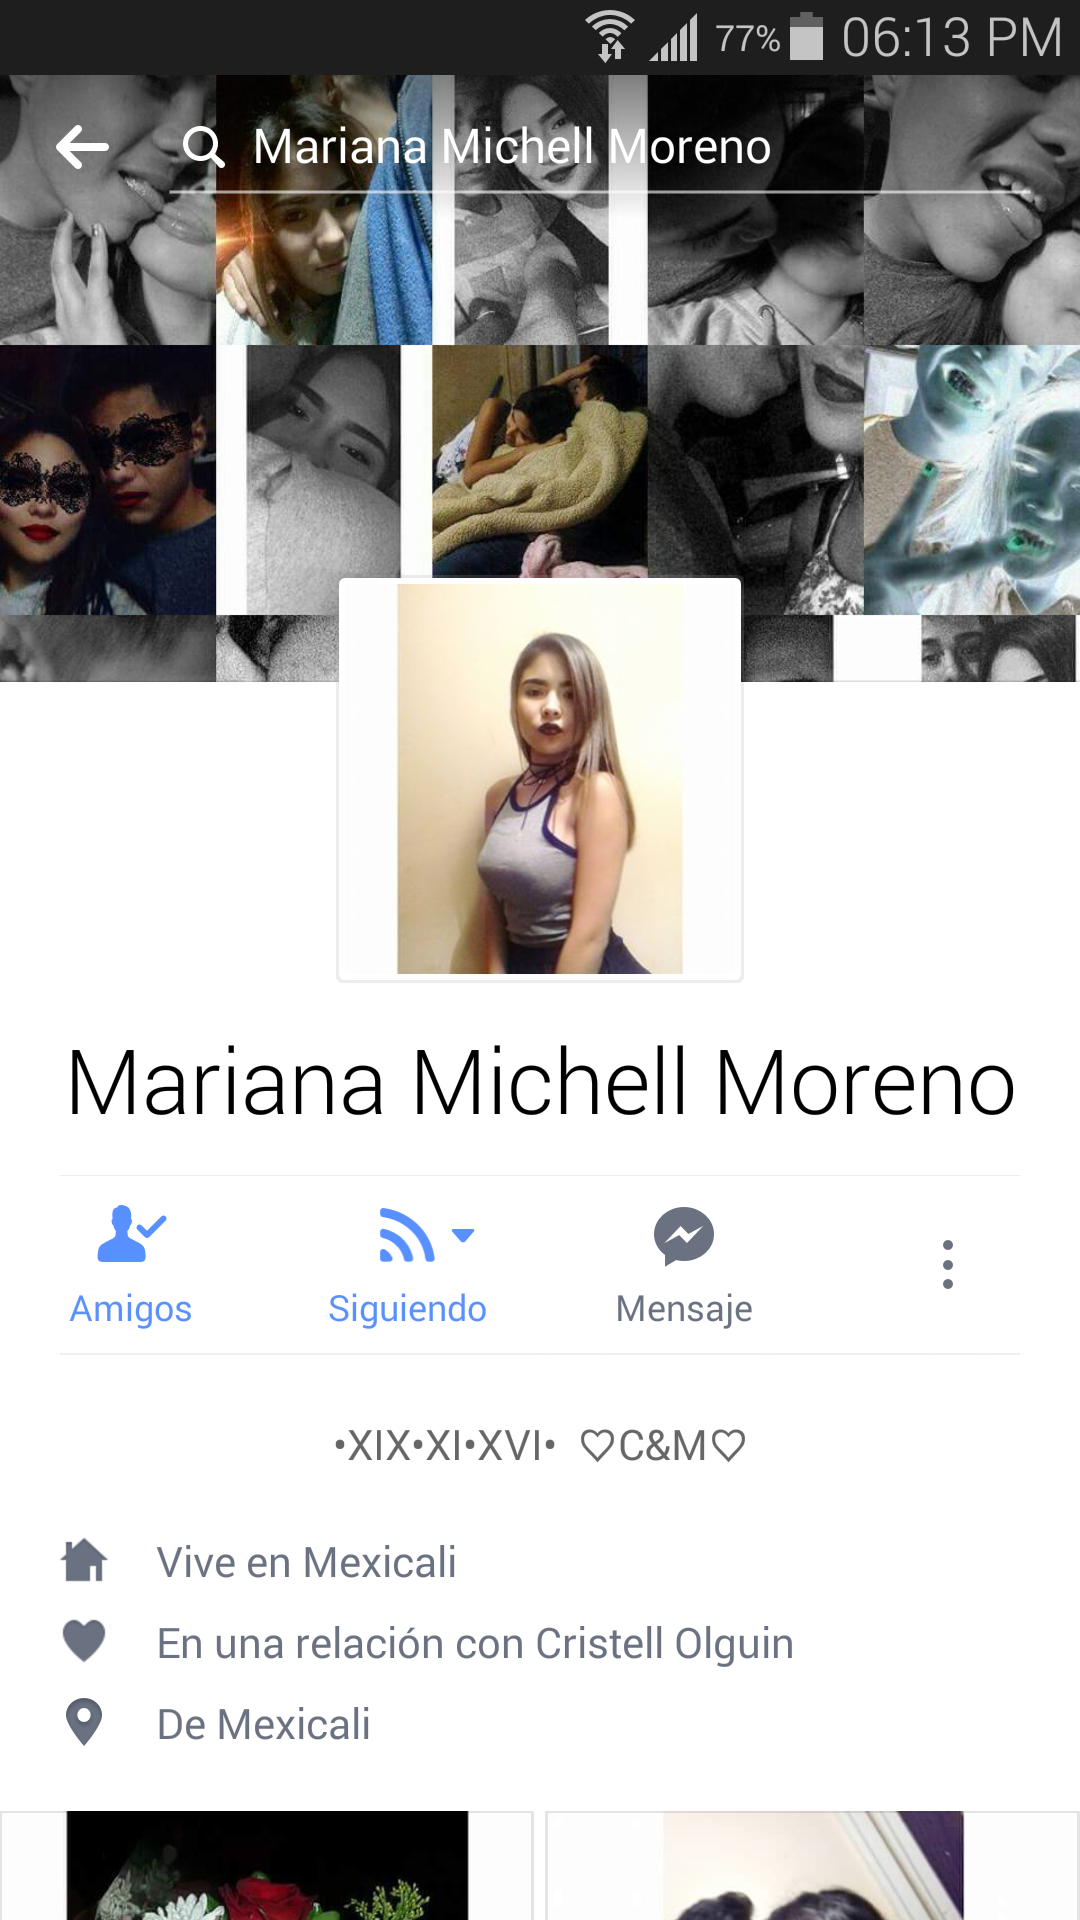 77% 06:13 PM
Mariana Michell Moreno
Mariana Michell Moreno
Amigos
Siguiendo
Mensaje
•XIX•XI•XVI• ♡C&M♡
Vive en Mexicali
En una relación con Cristell Olguin
De Mexicali